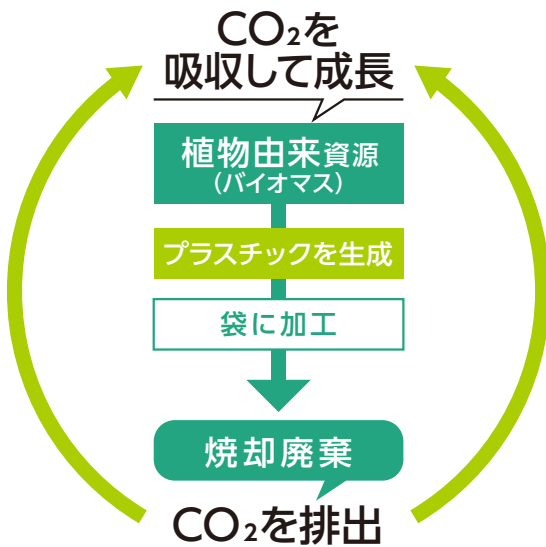 CO₂を
吸収して成長
植物由来資源
(バイオマス)
プラスチックを生成
袋に加工
焼却廃棄
CO₂を排出